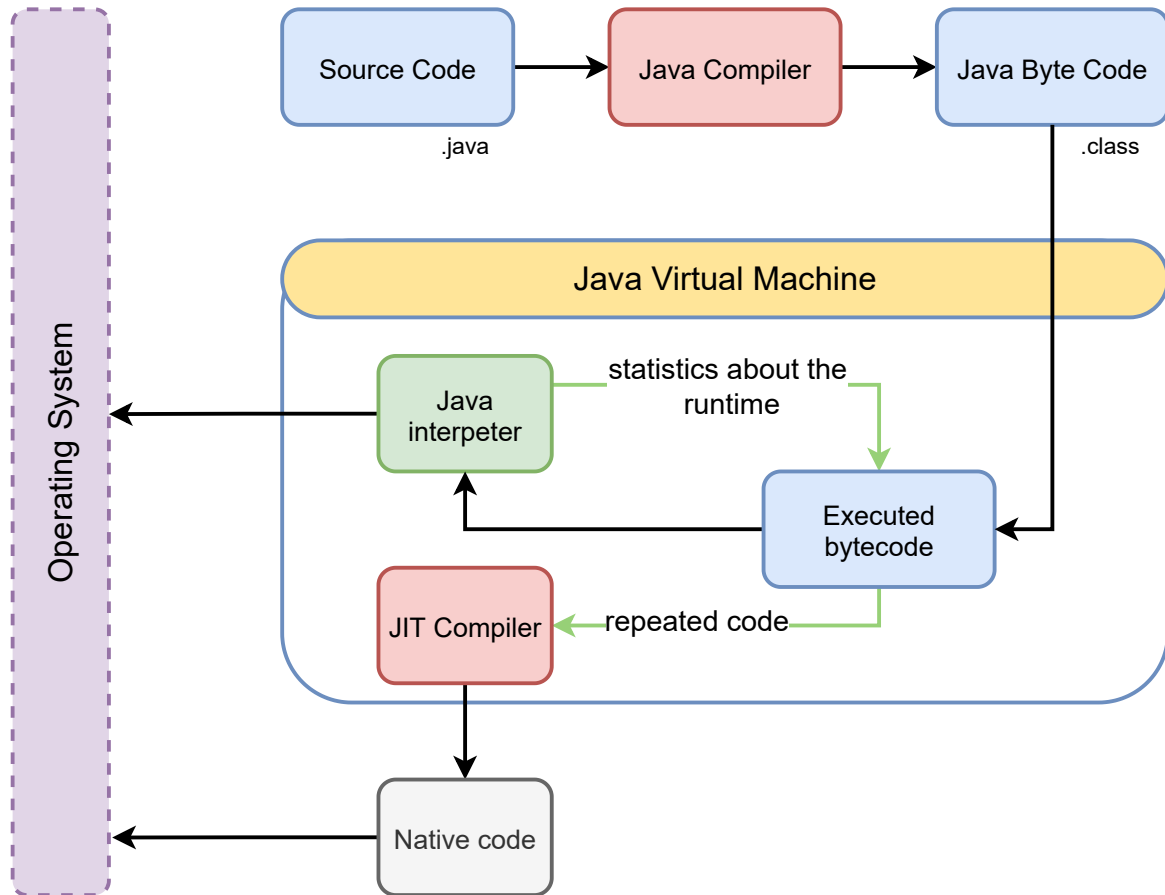 Source Code
Java Compiler
Java Byte Code
.java
.class
Operating System
Java Virtual Machine
statistics about the
runtime
Java
interpeter
Executed
bytecode
JIT Compiler
repeated code
Native code